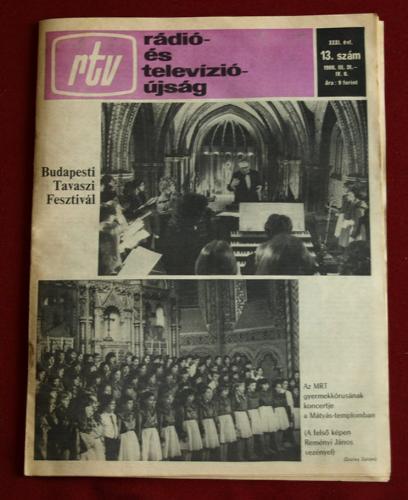 rtv
rádió-
és
televízió-
újság
XXXI. évf.
13. szám
Ára: 9 forint
Budapesti
Tavaszi
Fesztivál
Az MRT
gyermekkórusának
koncertje
a Mátyás-templomban
(A felső képen
Reményi János
vezényel)